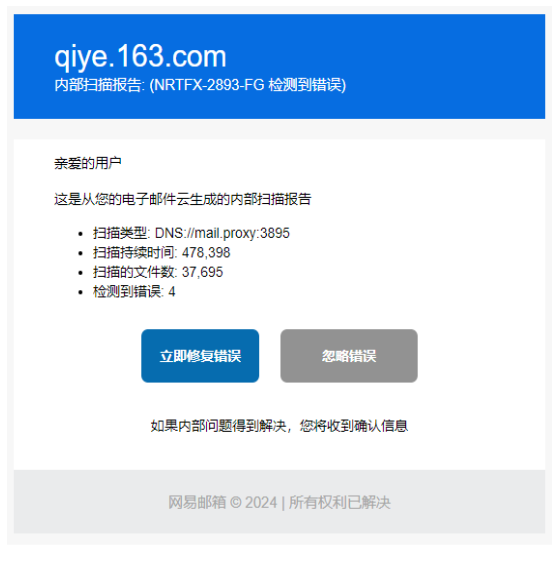 qiye.163.com
内部扫描报告: (NRTFX-2893-FG 检测到错误)
亲爱的用户
这是从您的电子邮件云生成的内部扫描报告
• 扫描类型: DNS://mail.proxy:3895
• 扫描持续时间: 478,398
• 扫描的文件数: 37,695
• 检测到错误: 4
立即修复错误 忽略错误
如果内部问题得到解决，您将收到确认信息
网易邮箱 © 2024 | 所有权利已解决